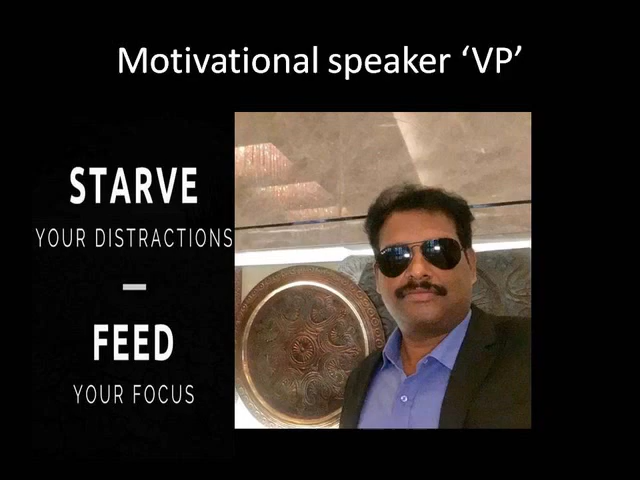 Motivational speaker ‘VP’
STARVE
YOUR DISTRACTIONS
—
FEED
YOUR FOCUS